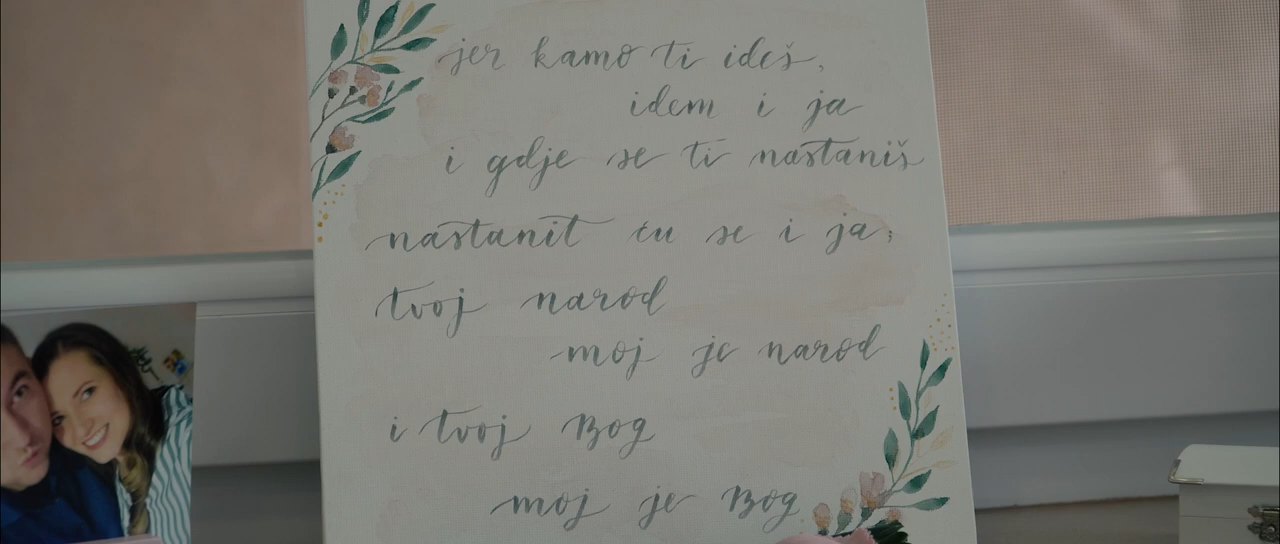 jer kamo ti ideš,
idem i ja
i gdje se ti nastaniš
nastanit ću se i ja;
tvoj narod
moj je narod
i tvoj Bog
moj je Bog